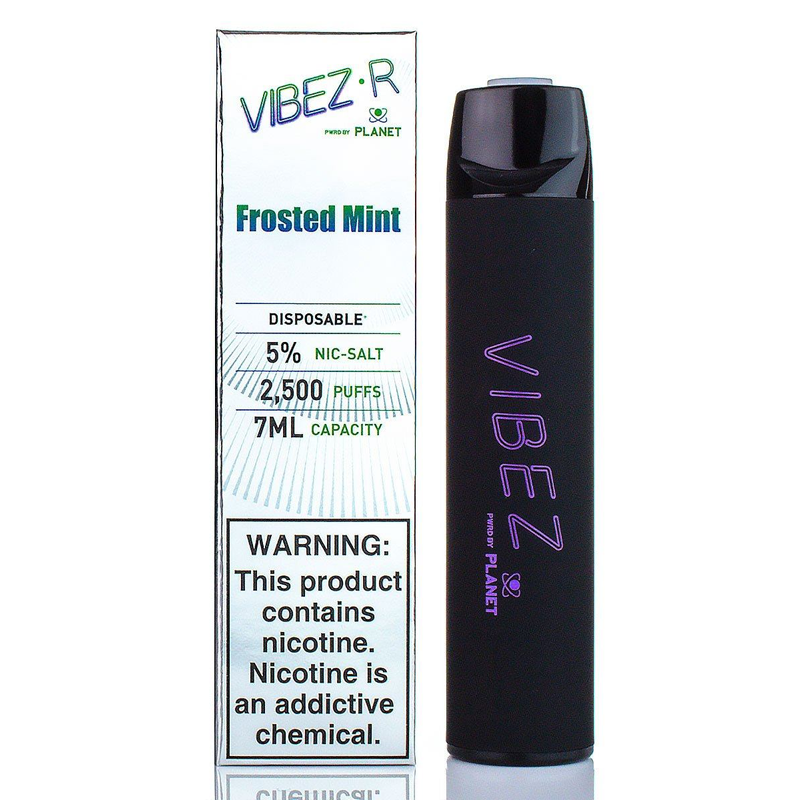 VIBEZ·R
PWRD BY PLANET
Frosted Mint
DISPOSABLE
5% NIC-SALT
2,500 PUFFS
7ML CAPACITY
WARNING:
This product
contains
nicotine.
Nicotine is
an addictive
chemical.
VIBEZ
PWRD BY PLANET